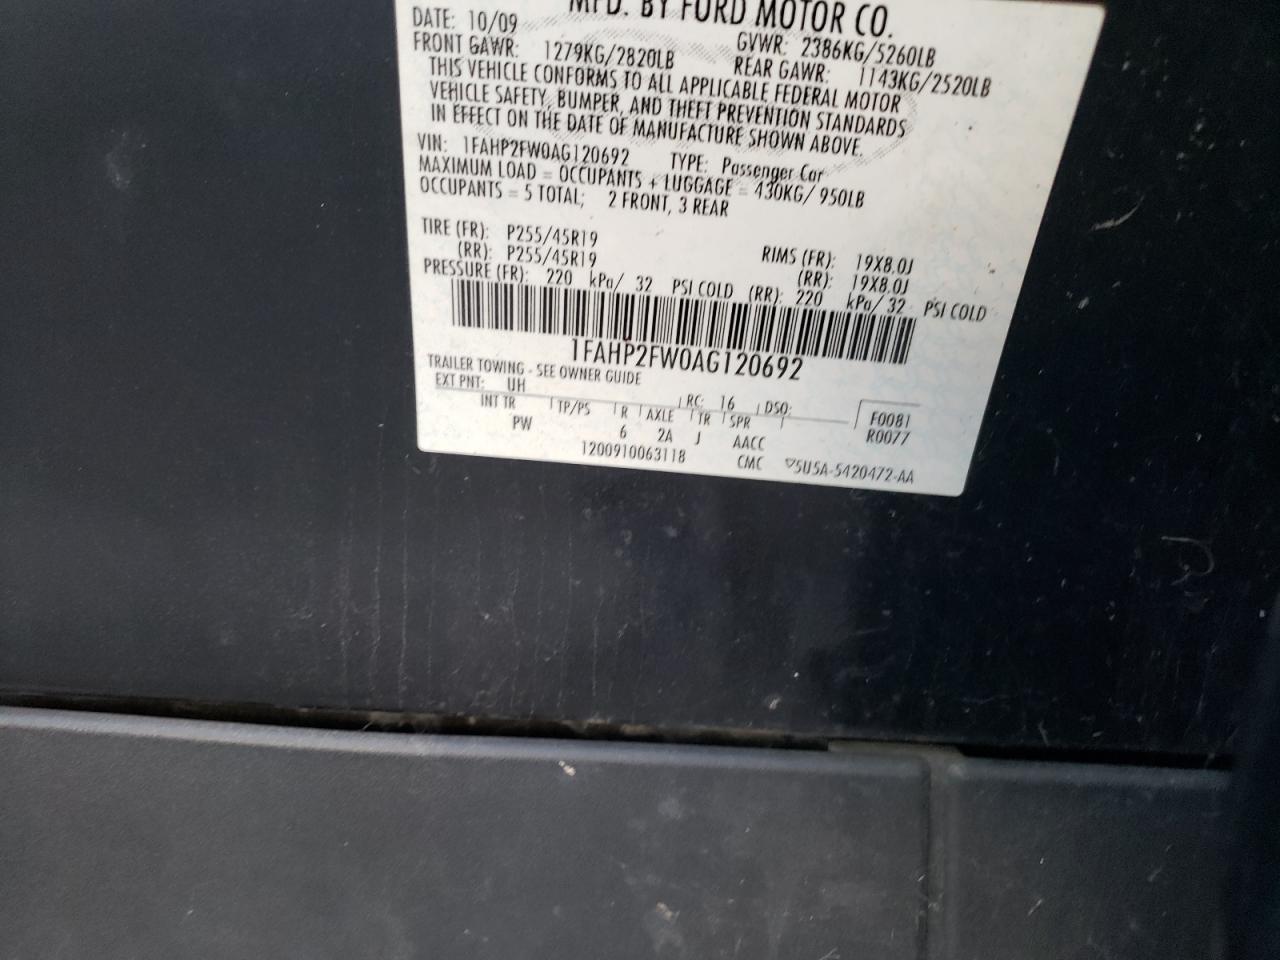 MFD. BY FORD MOTOR CO.
DATE: 10/09 GVWR: 2386KG/5260LB
FRONT GAWR: 1279KG/2820LB REAR GAWR: 1143KG/2520LB
THIS VEHICLE CONFORMS TO ALL APPLICABLE FEDERAL MOTOR
VEHICLE SAFETY, BUMPER, AND THEFT PREVENTION STANDARDS
IN EFFECT ON THE DATE OF MANUFACTURE SHOWN ABOVE.
VIN: 1FAHP2FW0AG120692 TYPE: Passenger Car
MAXIMUM LOAD = OCCUPANTS + LUGGAGE = 430KG/ 950LB
OCCUPANTS = 5 TOTAL; 2 FRONT, 3 REAR
TIRE (FR): P255/45R19 RIMS (FR): 19X8.0J
(RR): P255/45R19 (RR): 19X8.0J
PRESSURE (FR): 220 kPa/ 32 PSI COLD (RR): 220 kPa/ 32 PSI COLD
1FAHP2FW0AG120692
TRAILER TOWING - SEE OWNER GUIDE
EXT PNT: UH RC: 16 DSO: F0081
INT TR TP/PS R AXLE TR SPR R0077
PW 6 2A J AACC
1200910063118 CMC ▽5U5A-5420472-AA